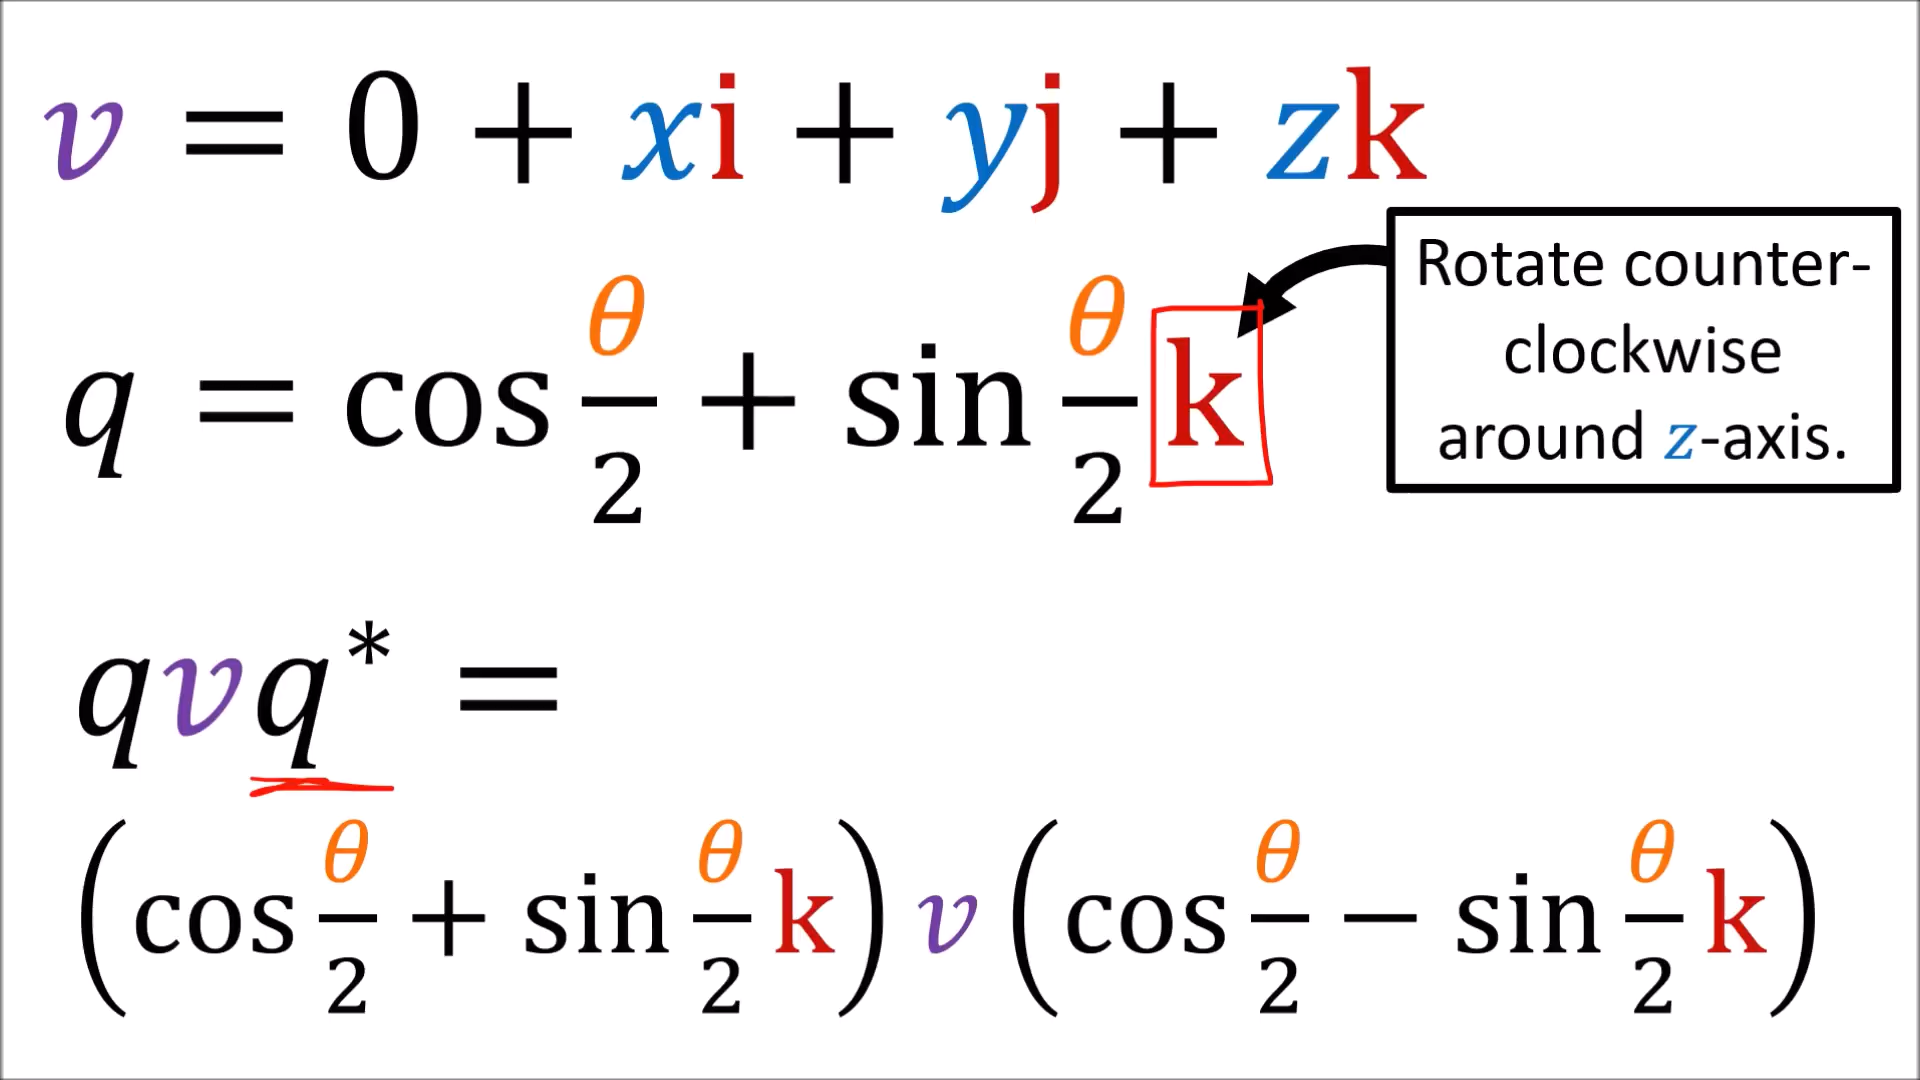 v = 0 + xi + yj + zk
q = cos θ/2 + sin θ/2 k
Rotate counter-
clockwise
around z-axis.
qvq* =
(cos θ/2 + sin θ/2 k) v (cos θ/2 − sin θ/2 k)